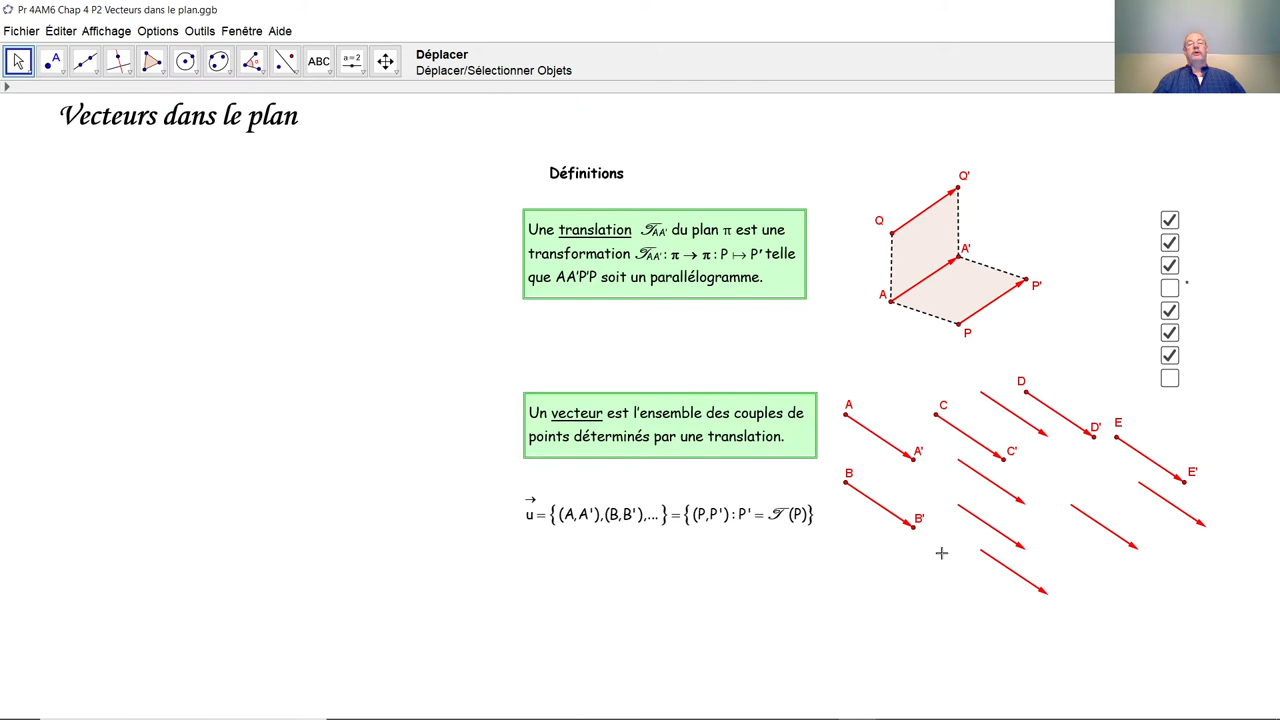 Pr 4AM6 Chap 4 P2 Vecteurs dans le plan.ggb
Fichier Éditer Affichage Options Outils Fenêtre Aide
A ABC a=2
Déplacer
Déplacer/Sélectionner Objets
Vecteurs dans le plan
Définitions
Une translation 𝒯AA' du plan π est une
transformation 𝒯AA' : π → π : P ↦ P' telle
que AA'P'P soit un parallélogramme.
Q'
Q
A'
A
P'
P
Un vecteur est l'ensemble des couples de
points déterminés par une translation.
u⃗ = {(A,A'),(B,B'),...} = {(P,P') : P' = 𝒯(P)}
D
A
C
D'
E
A'
C'
B
E'
B'